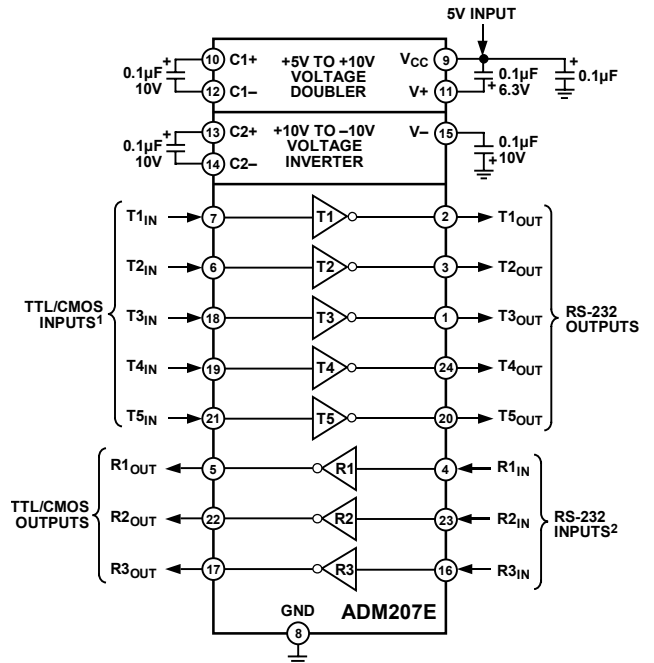 5V INPUT
0.1µF
10V
+
10
C1+
12
C1–
+5V TO +10V
VOLTAGE
DOUBLER
VCC
9
V+
11
0.1µF
+
6.3V
+
0.1µF
0.1µF
10V
+
13
C2+
14
C2–
+10V TO –10V
VOLTAGE
INVERTER
V–
15
0.1µF
+
10V
TTL/CMOS
INPUTS1
T1IN
7
T1
2
T1OUT
T2IN
6
T2
3
T2OUT
T3IN
18
T3
1
T3OUT
T4IN
19
T4
24
T4OUT
T5IN
21
T5
20
T5OUT
RS-232
OUTPUTS
TTL/CMOS
OUTPUTS
R1OUT
5
R1
4
R1IN
R2OUT
22
R2
23
R2IN
R3OUT
17
R3
16
R3IN
RS-232
INPUTS2
GND
8
ADM207E